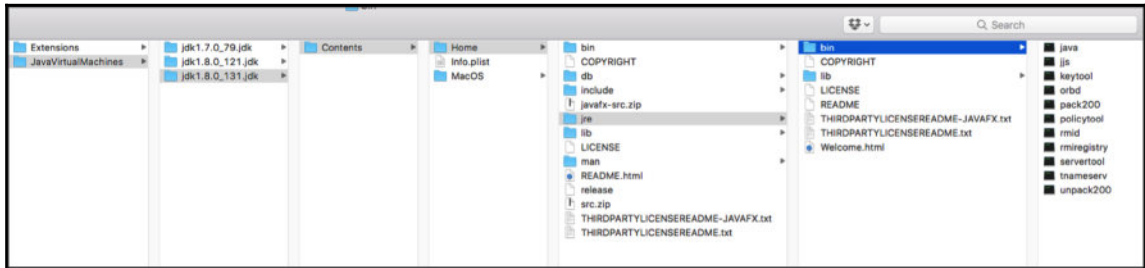 Search
Extensions
JavaVirtualMachines
jdk1.7.0_79.jdk
jdk1.8.0_121.jdk
jdk1.8.0_131.jdk
Contents
Home
Info.plist
MacOS
bin
COPYRIGHT
db
include
javafx-src.zip
jre
lib
LICENSE
man
README.html
release
src.zip
THIRDPARTYLICENSEREADME-JAVAFX.txt
THIRDPARTYLICENSEREADME.txt
bin
COPYRIGHT
lib
LICENSE
README
THIRDPARTYLICENSEREADME-JAVAFX.txt
THIRDPARTYLICENSEREADME.txt
Welcome.html
java
jjs
keytool
orbd
pack200
policytool
rmid
rmiregistry
servertool
tnameserv
unpack200